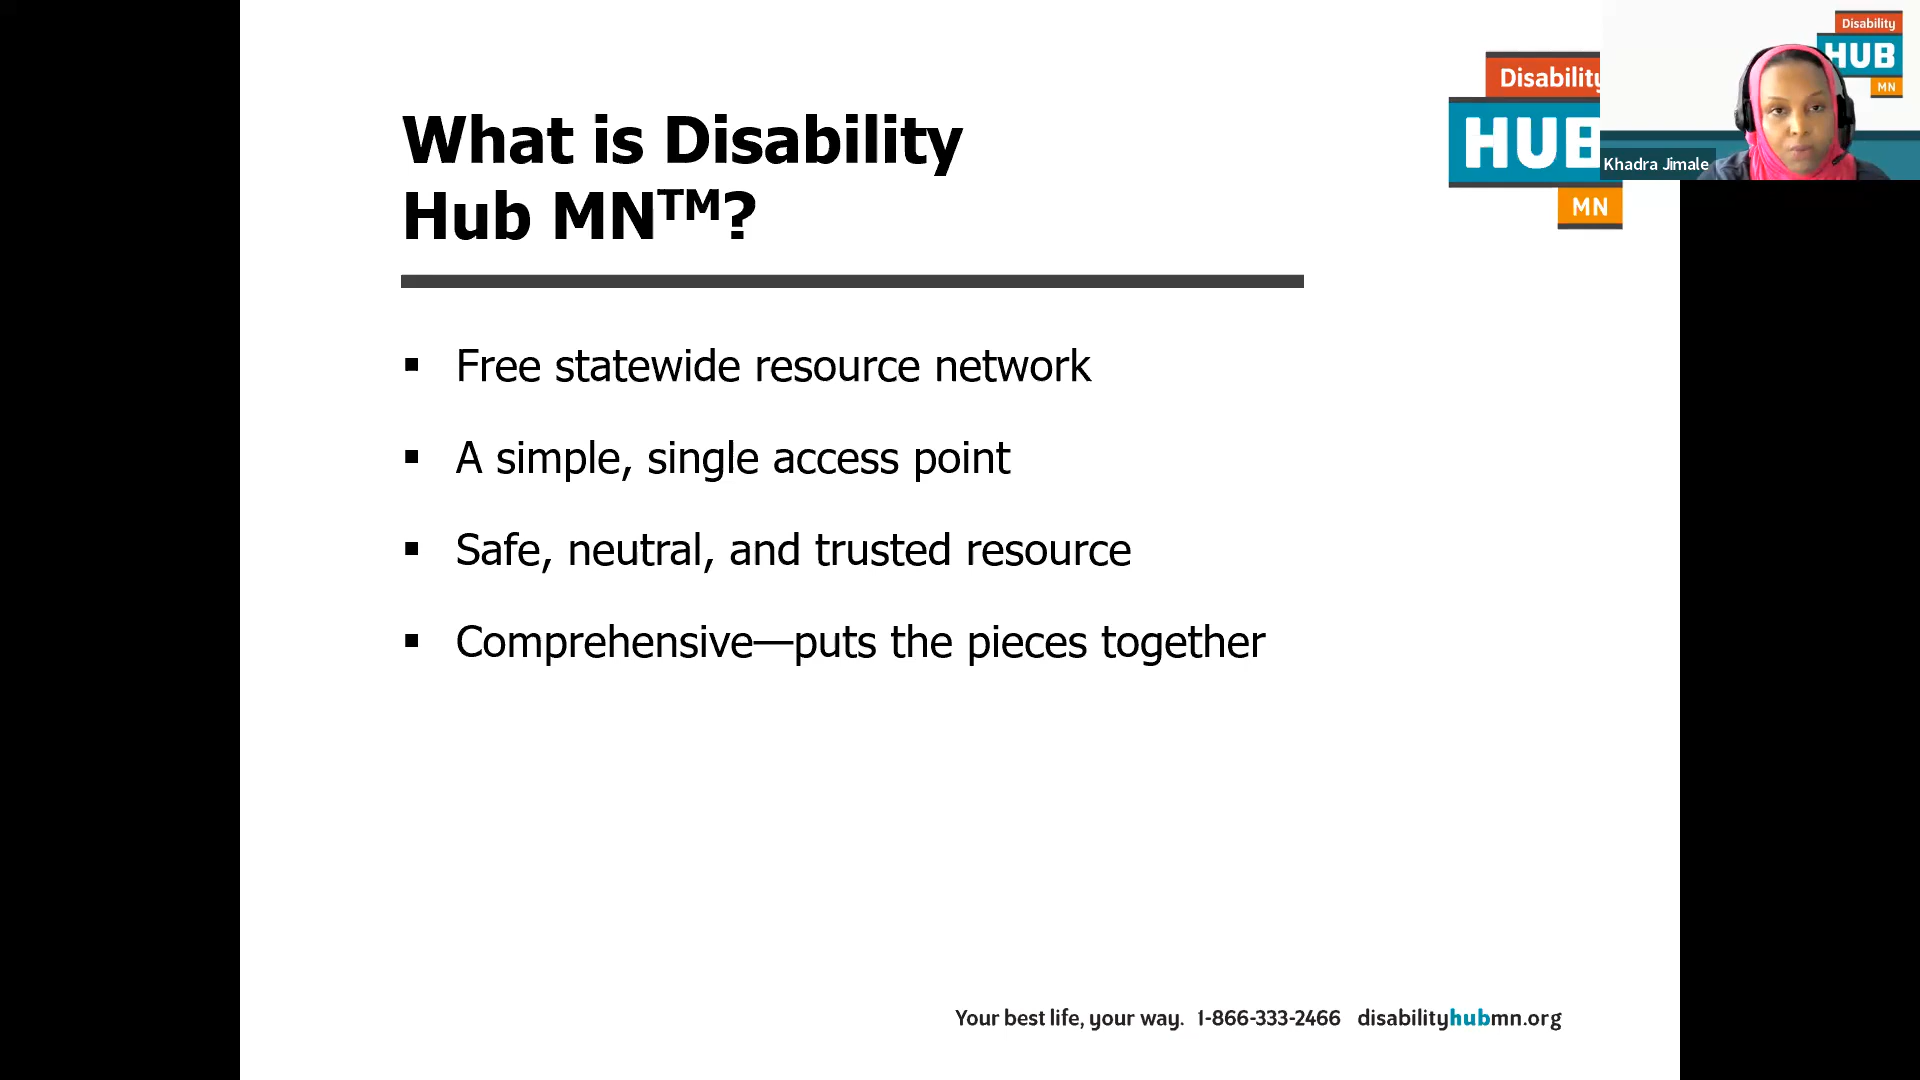 What is Disability
Hub MN™?
Disability
HUB
MN
Disability
HUB
MN
Khadra Jimale
▪ Free statewide resource network
▪ A simple, single access point
▪ Safe, neutral, and trusted resource
▪ Comprehensive—puts the pieces together
Your best life, your way. 1-866-333-2466 disabilityhubmn.org